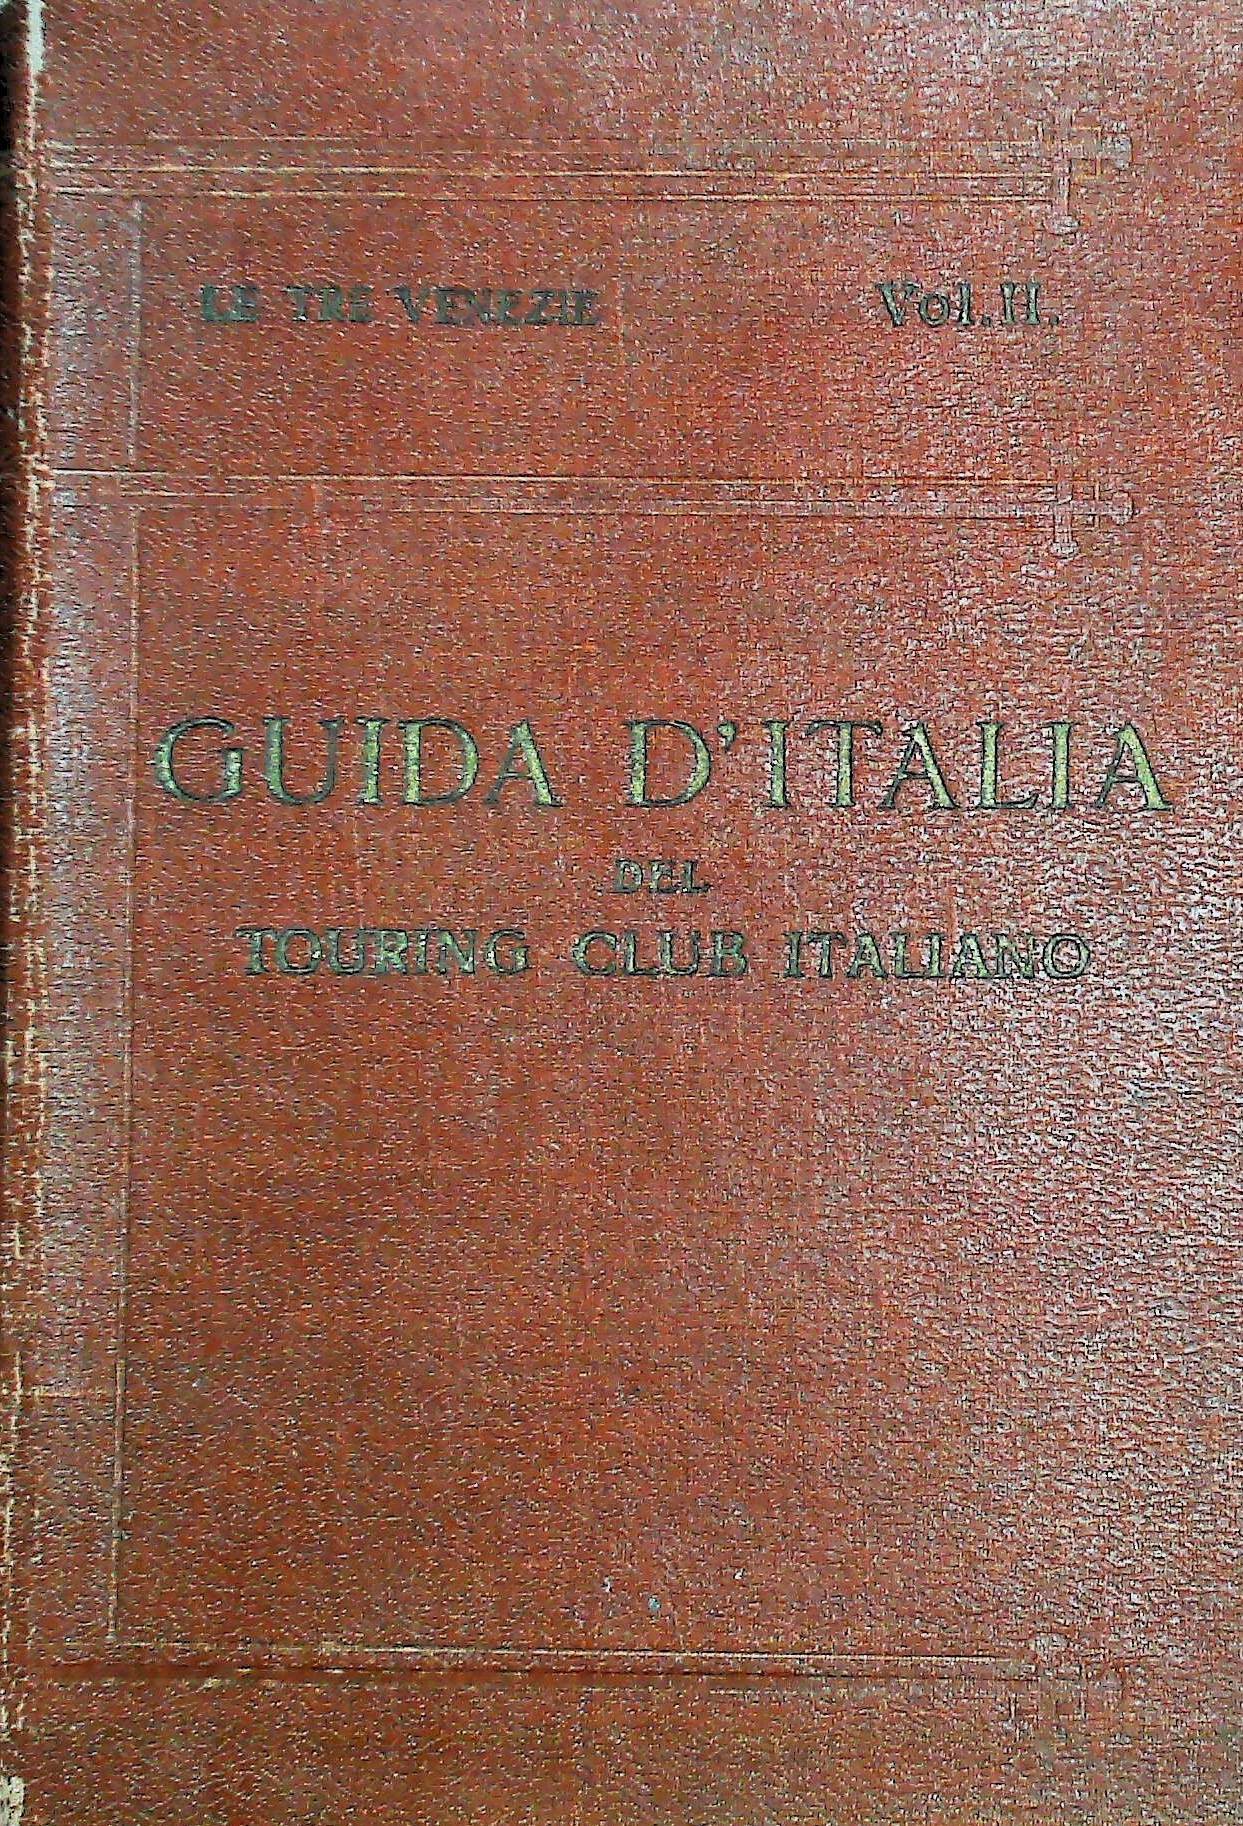 LE TRE VENEZIE Vol. II.
GUIDA D'ITALIA
DEL
TOURING CLUB ITALIANO